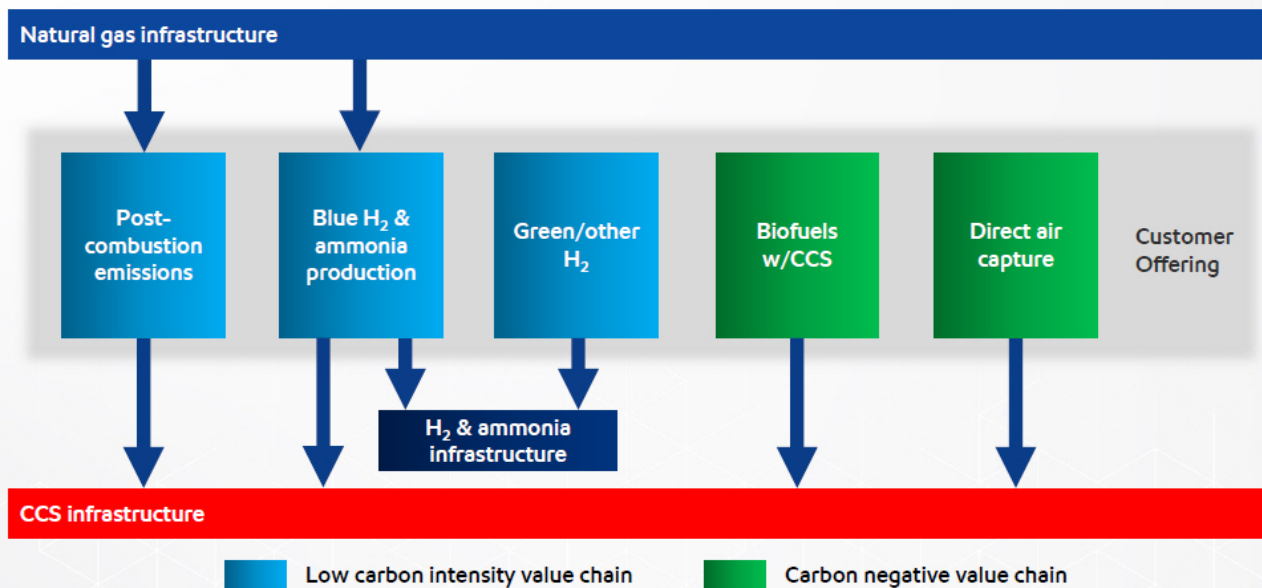 Natural gas infrastructure
Post-
combustion
emissions
Blue H₂ &
ammonia
production
Green/other
H₂
Biofuels
w/CCS
Direct air
capture
Customer
Offering
H₂ & ammonia
infrastructure
CCS infrastructure
Low carbon intensity value chain
Carbon negative value chain